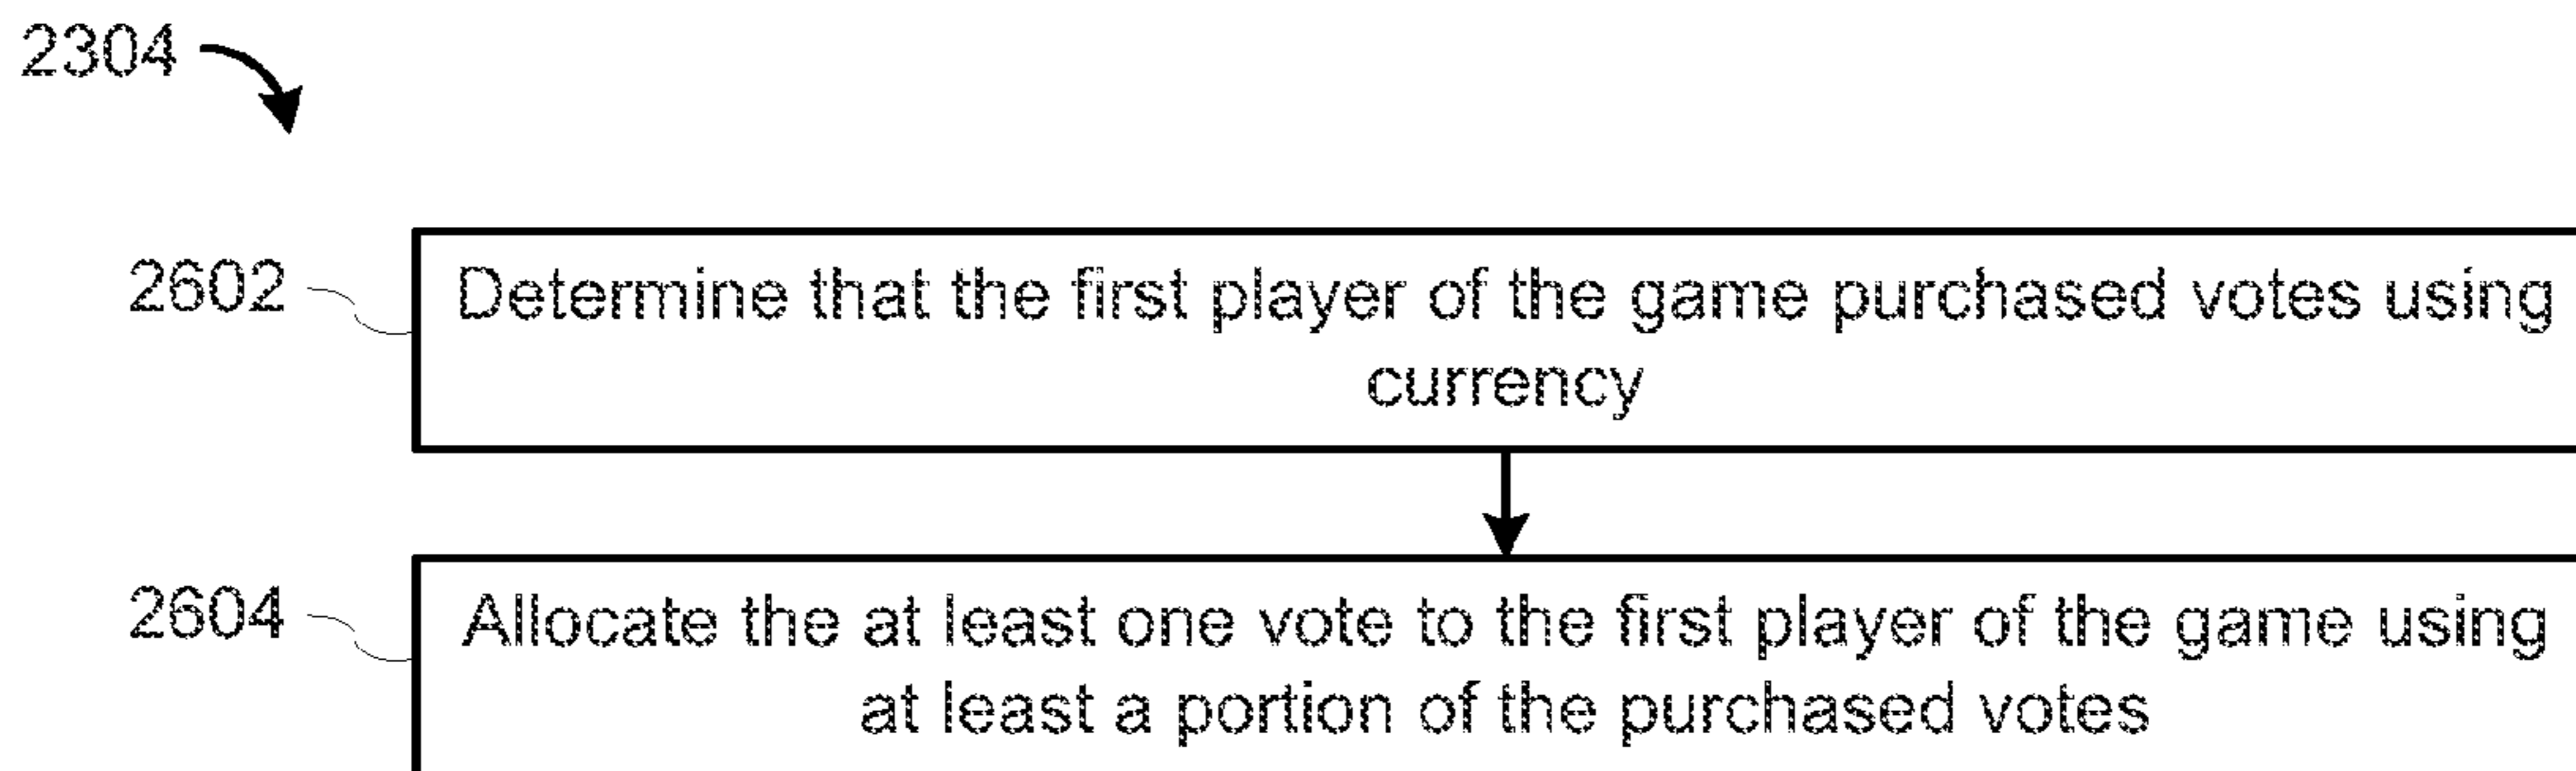 2304
2602
Determine that the first player of the game purchased votes using
currency
2604
Allocate the at least one vote to the first player of the game using
at least a portion of the purchased votes